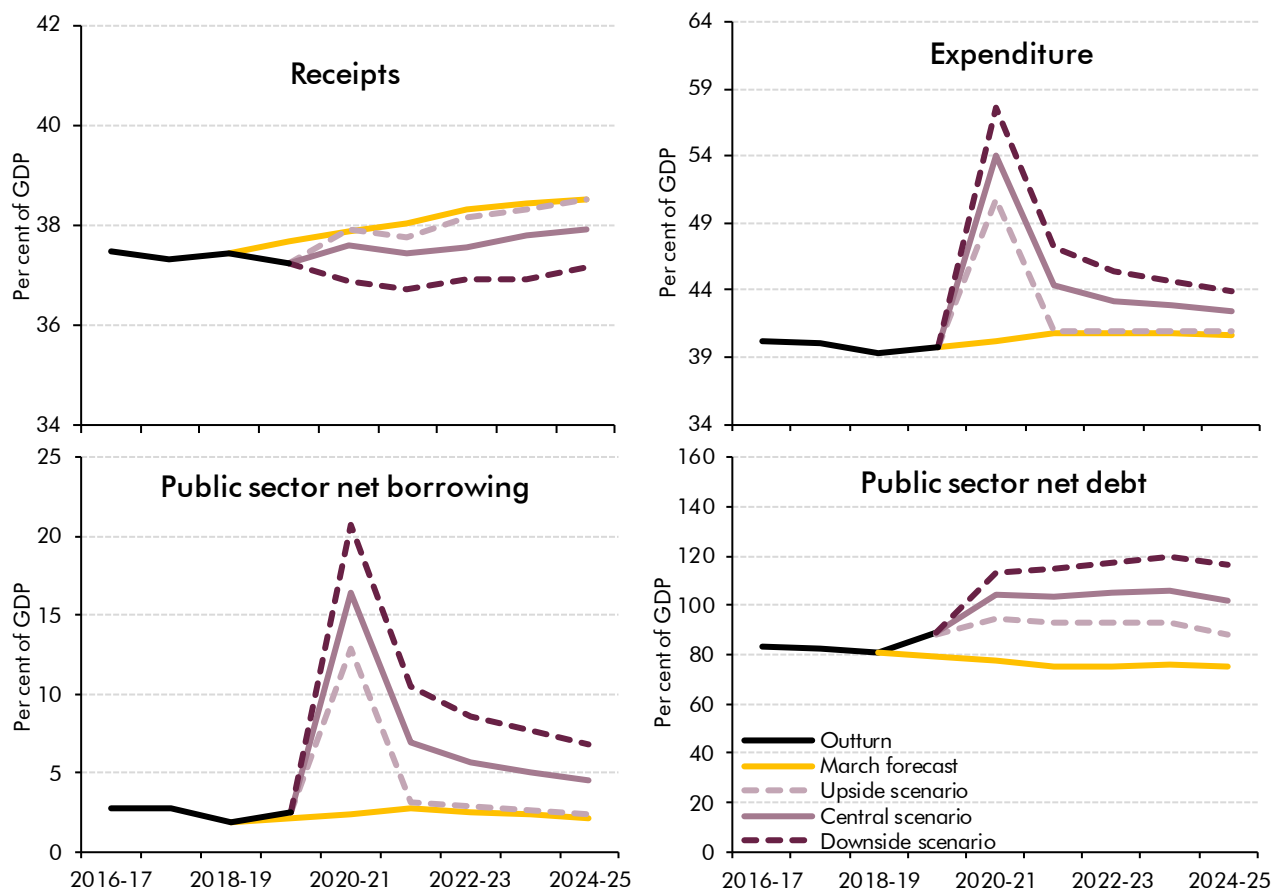 Receipts
Per cent of GDP
42
40
38
36
34
Expenditure
Per cent of GDP
64
59
54
49
44
39
34
Public sector net borrowing
Per cent of GDP
25
20
15
10
5
0
2016-17 2018-19 2020-21 2022-23 2024-25
Public sector net debt
Per cent of GDP
160
140
120
100
80
60
40
20
0
Outturn
March forecast
Upside scenario
Central scenario
Downside scenario
2016-17 2018-19 2020-21 2022-23 2024-25